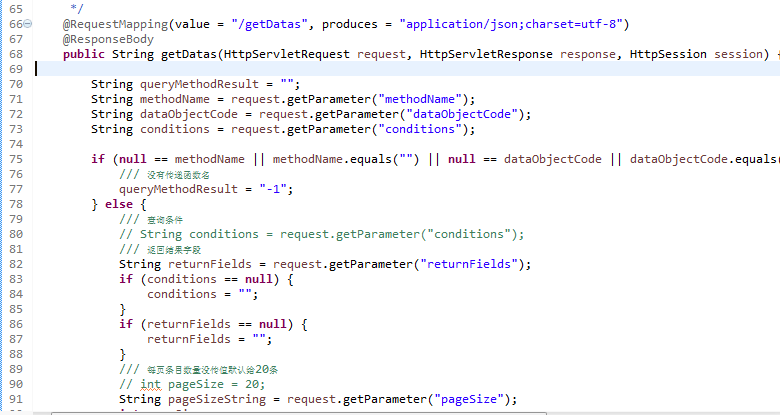 65 */
66 @RequestMapping(value = "/getDatas", produces = "application/json;charset=utf-8")
67 @ResponseBody
68 public String getDatas(HttpServletRequest request, HttpServletResponse response, HttpSession session) {
69
70 String queryMethodResult = "";
71 String methodName = request.getParameter("methodName");
72 String dataObjectCode = request.getParameter("dataObjectCode");
73 String conditions = request.getParameter("conditions");
74
75 if (null == methodName || methodName.equals("") || null == dataObjectCode || dataObjectCode.equals(
76 /// 没有传递函数名
77 queryMethodResult = "-1";
78 } else {
79 /// 查询条件
80 // String conditions = request.getParameter("conditions");
81 /// 返回结果字段
82 String returnFields = request.getParameter("returnFields");
83 if (conditions == null) {
84 conditions = "";
85 }
86 if (returnFields == null) {
87 returnFields = "";
88 }
89 /// 每页条目数量没传值默认给20条
90 // int pageSize = 20;
91 String pageSizeString = request.getParameter("pageSize");